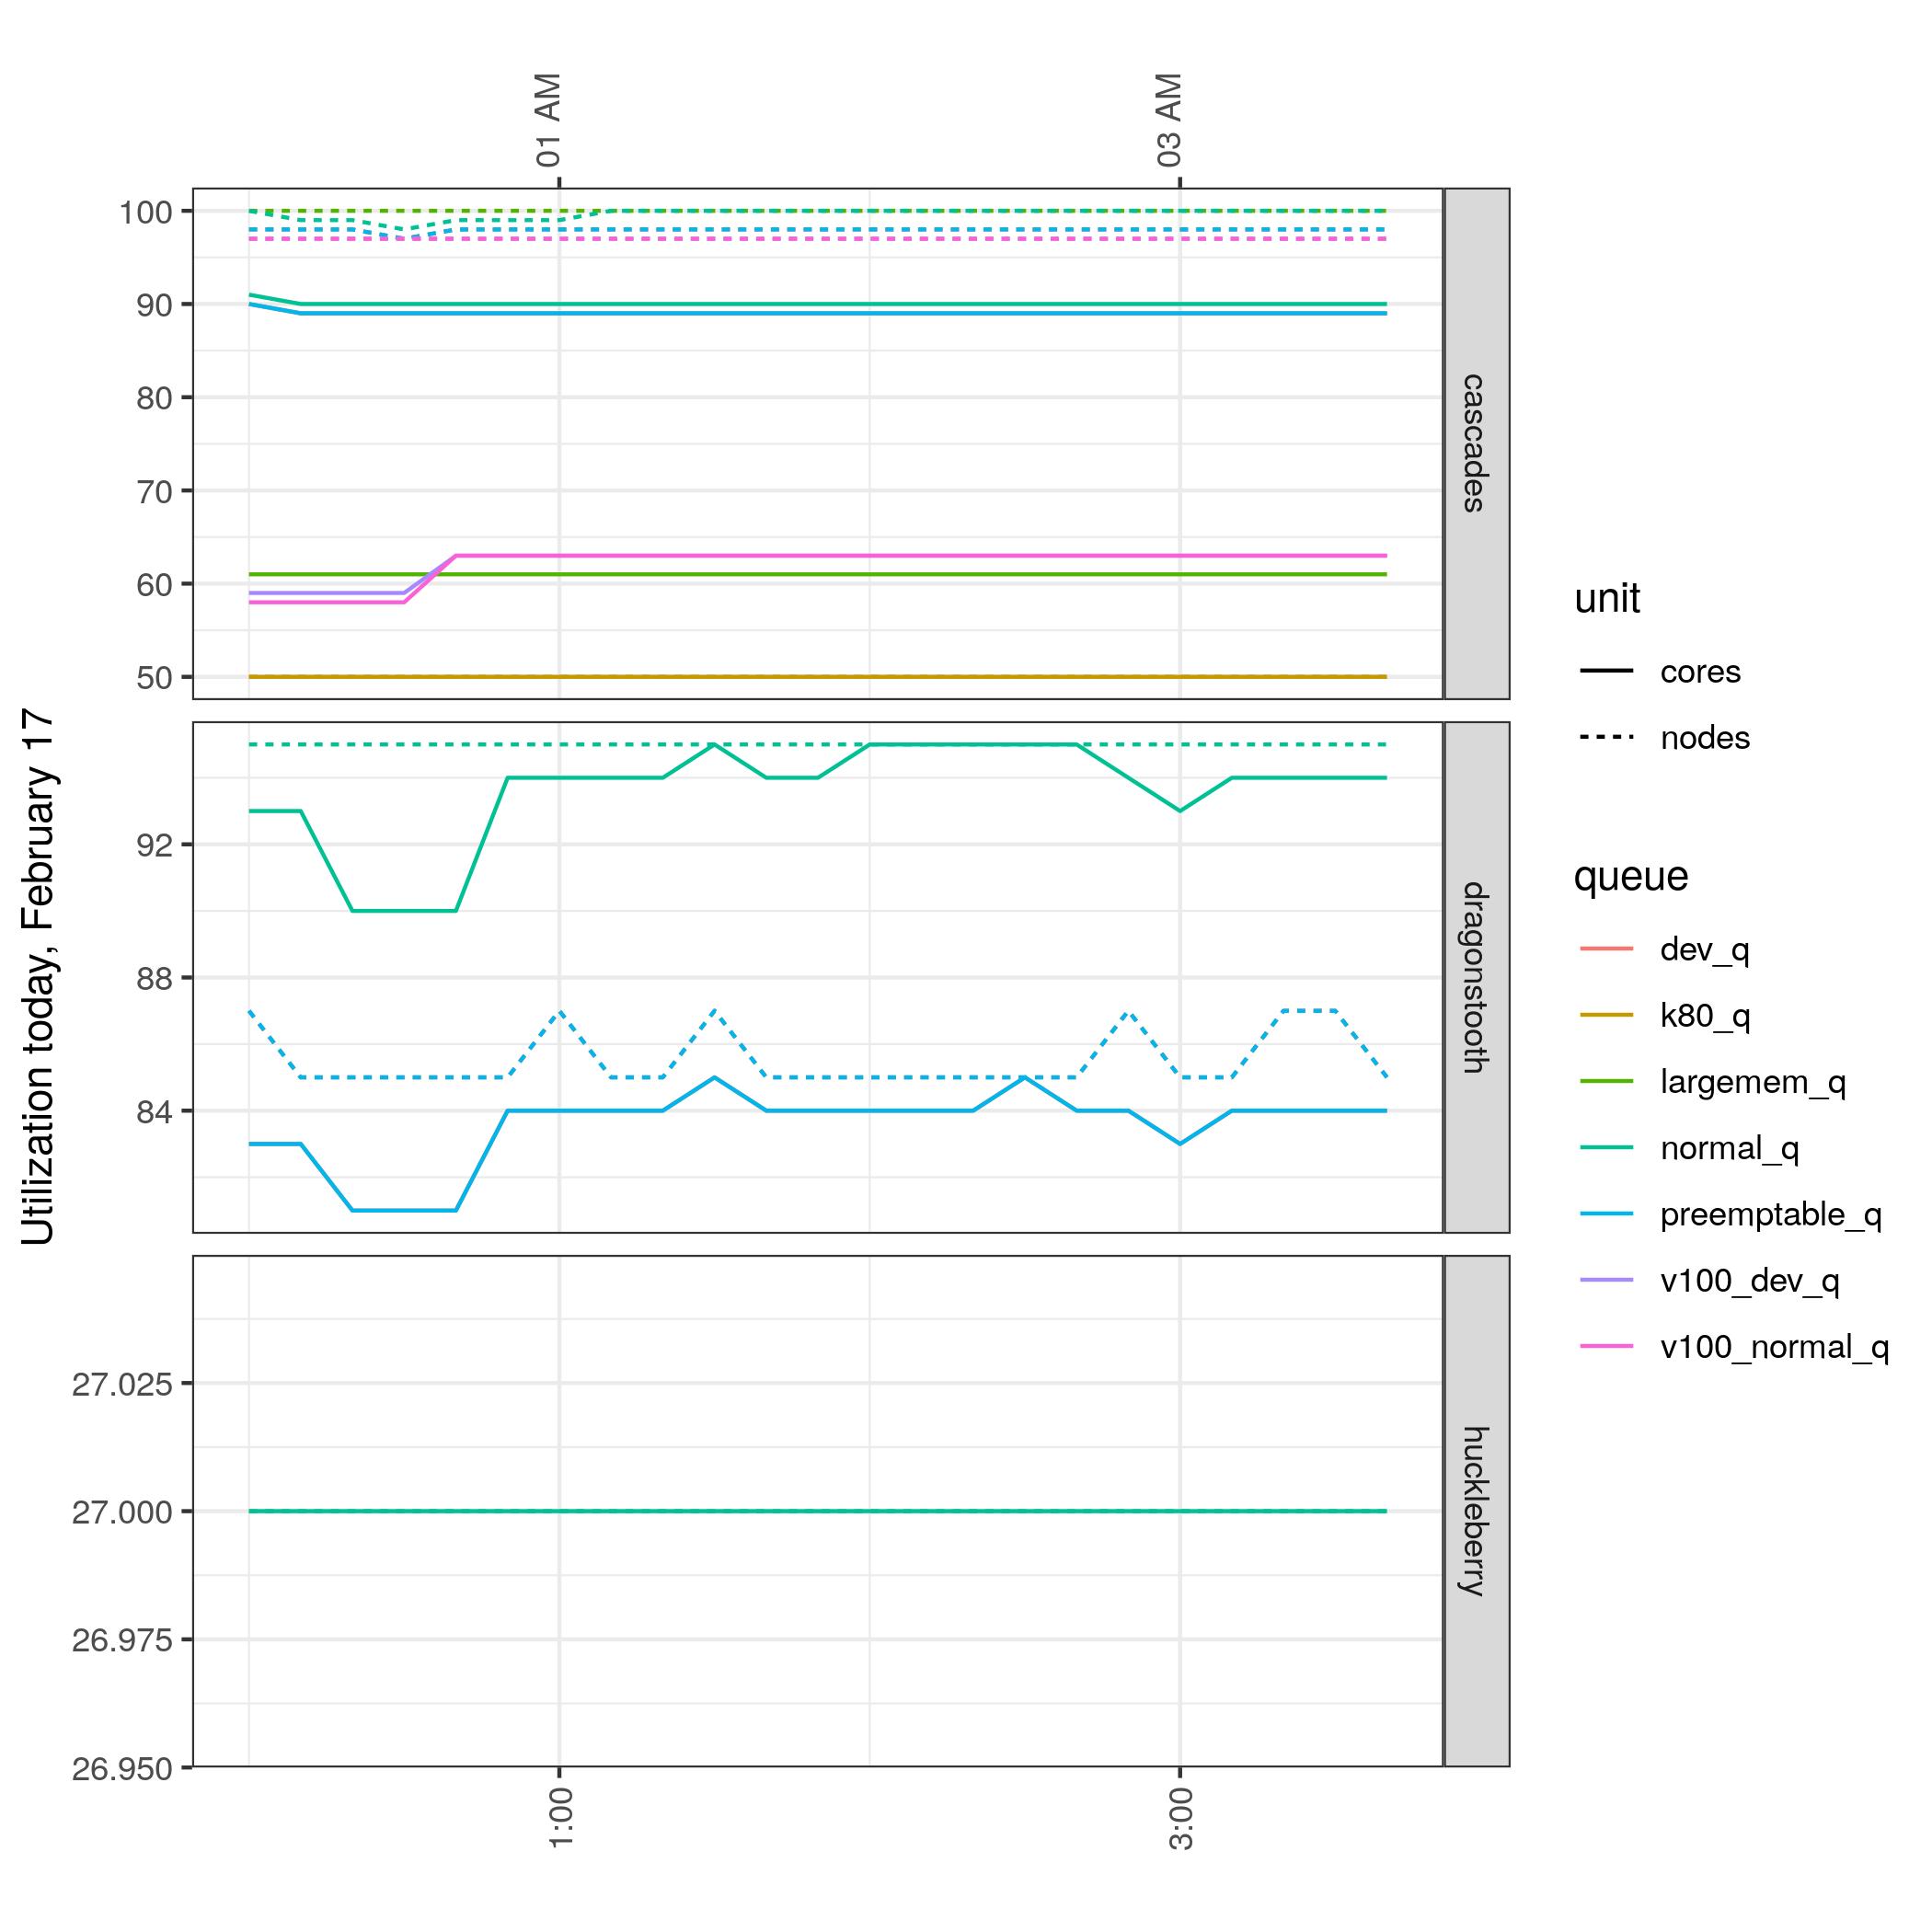 01 AM
03 AM
100
90
80
70
60
50
cascades
92
88
84
dragonstooth
27.025
27.000
26.975
26.950
huckleberry
1:00
3:00
Utilization today, February 17
unit
cores
nodes
queue
dev_q
k80_q
largemem_q
normal_q
preemptable_q
v100_dev_q
v100_normal_q